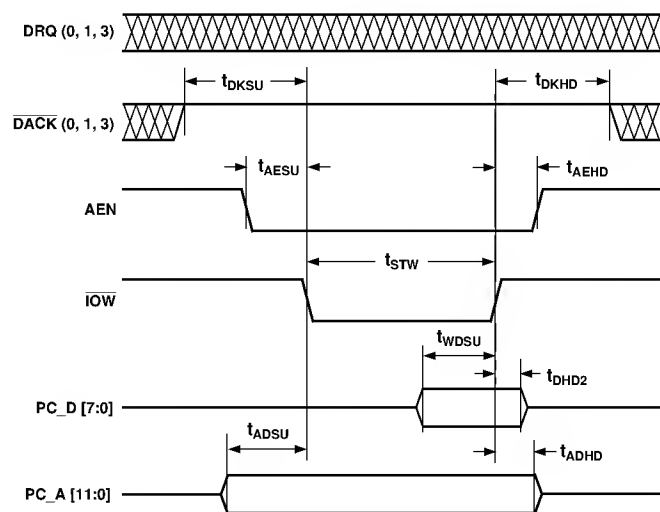 DRQ (0, 1, 3)
tDKSU
tDKHD
DACK (0, 1, 3)
tAESU
tAEHD
AEN
tSTW
IOW
tWDSU
tDHD2
PC_D [7:0]
tADSU
tADHD
PC_A [11:0]